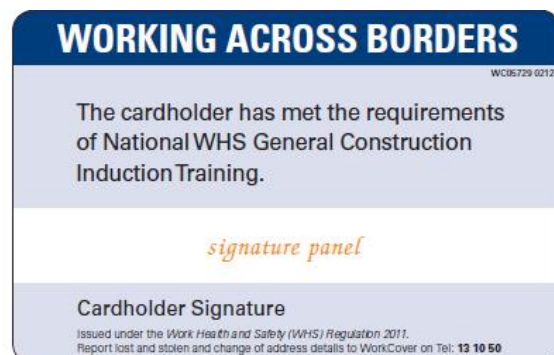 WORKING ACROSS BORDERS
WC05729 0212
The cardholder has met the requirements
of National WHS General Construction
Induction Training.
signature panel
Cardholder Signature
Issued under the Work Health and Safety (WHS) Regulation 2011.
Report lost and stolen and change of address details to WorkCover on Tel: 13 10 50